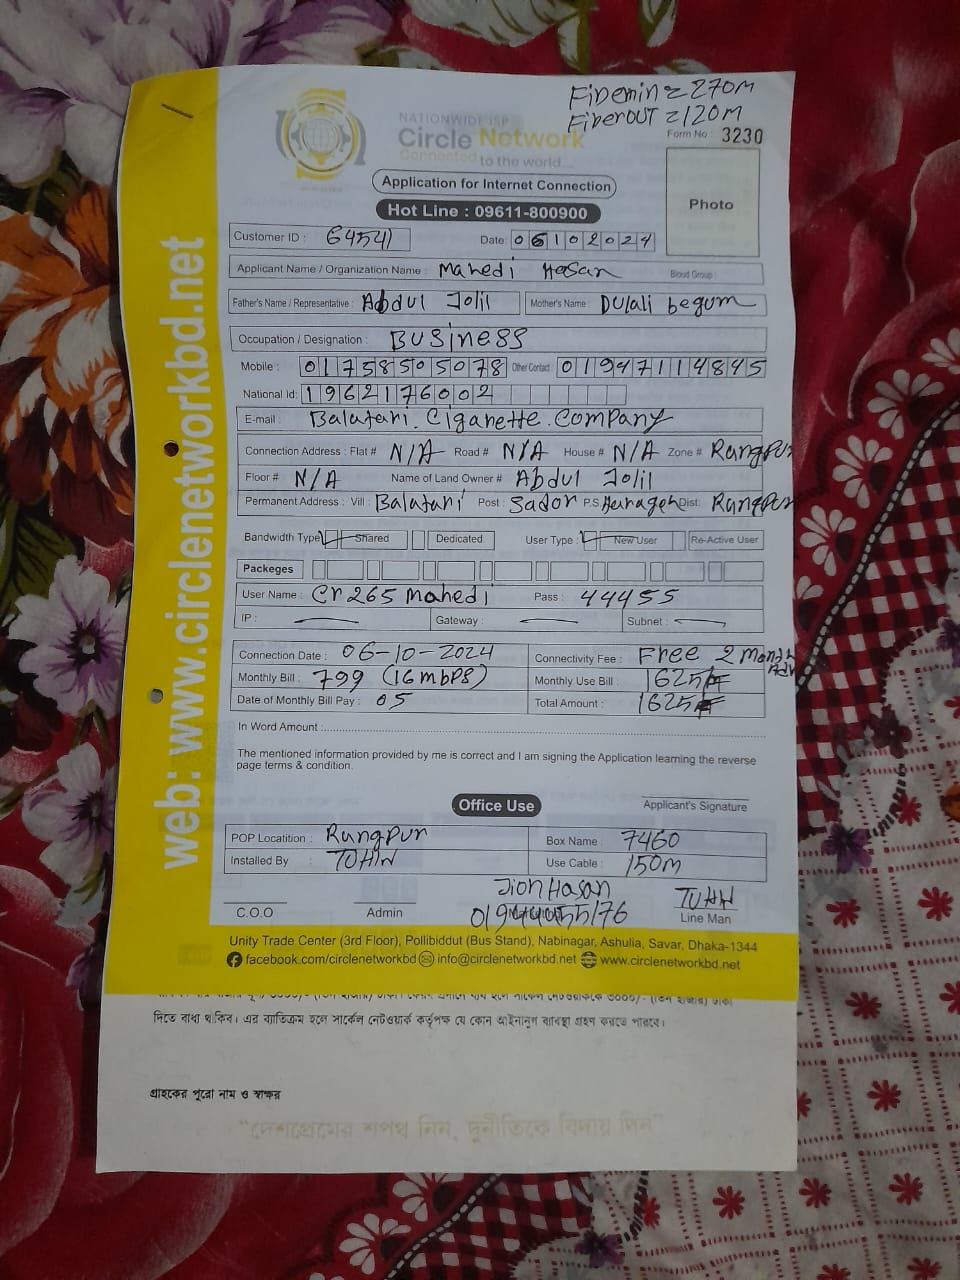 Fibemin = 270M
FiberOUT = 120M
NATIONWIDE ISP
Circle Network
Connected to the world...
Form No : 3230
Application for Internet Connection
Hot Line : 09611-800900
Photo
Customer ID : 64541 Date: 06102024
Applicant Name / Organization Name : Mahedi Hasan Blood Group :
Father's Name / Representative : Abdul Jolil Mother's Name : Dulali begum
Occupation / Designation : BUSiNESS
Mobile : 01758505078 Other Contact : 01947114845
National Id: 1962176002
E-mail : Balatari. Ciganette. Company
Connection Address : Flat # N/A Road # N/A House # N/A Zone # Rangpur
Floor # N/A Name of Land Owner # Abdul Jolil
Permanent Address : Vill : Balatari Post : Sador P.S. Dist: Rangpur
Bandwidth Type Shared Dedicated User Type : New User Re-Active User
Packeges
User Name : Cr265 Mahedi Pass : 44455
IP : Gateway : Subnet :
Connection Date : 06-10-2024 Connectivity Fee : Free 2 Month Adv
Monthly Bill : 799 (16 mbps) Monthly Use Bill : 1625/=
Date of Monthly Bill Pay : 05 Total Amount : 1625/=
In Word Amount :
The mentioned information provided by me is correct and I am signing the Application learning the reverse
page terms & condition.
Office Use
Applicant's Signature
POP Locatition : Rangpur Box Name : 7460
Installed By : TUHIN Use Cable : 150M
Jion Hasan
TUHIN
C.O.O Admin Line Man
Unity Trade Center (3rd Floor), Pollibiddut (Bus Stand), Nabinagar, Ashulia, Savar, Dhaka-1344
facebook.com/circlenetworkbd info@circlenetworkbd.net www.circlenetworkbd.net
web: www.circlenetworkbd.net
দিতে বাধ্য থাকিব। এর ব্যতিক্রম হলে সার্কেল নেটওয়ার্ক কর্তৃপক্ষ যে কোন আইনানুগ ব্যবস্থা গ্রহণ করতে পারবে।
গ্রাহকের পুরো নাম ও স্বাক্ষর
"দেশপ্রেমের শপথ নিন, দুর্নীতিকে বিদায় দিন"